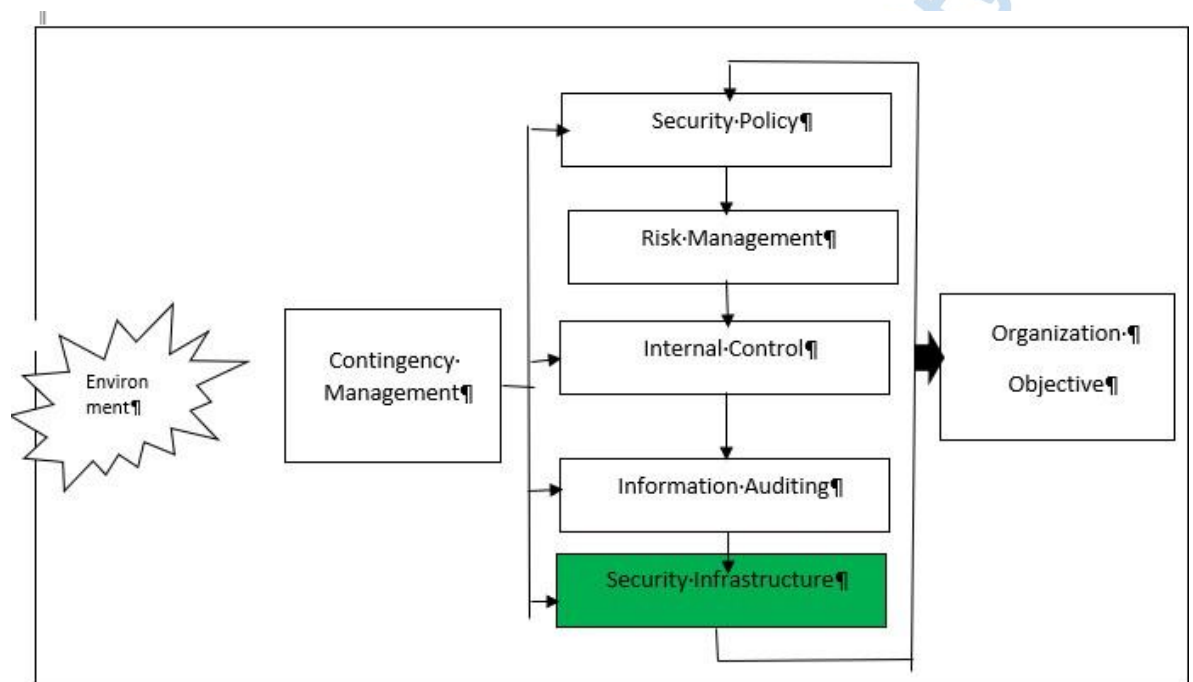 Security·Policy¶
Risk·Management¶
Internal·Control¶
Information·Auditing¶
Security·Infrastructure¶
Contingency·
Management¶
Environ
ment¶
Organization·¶
Objective¶